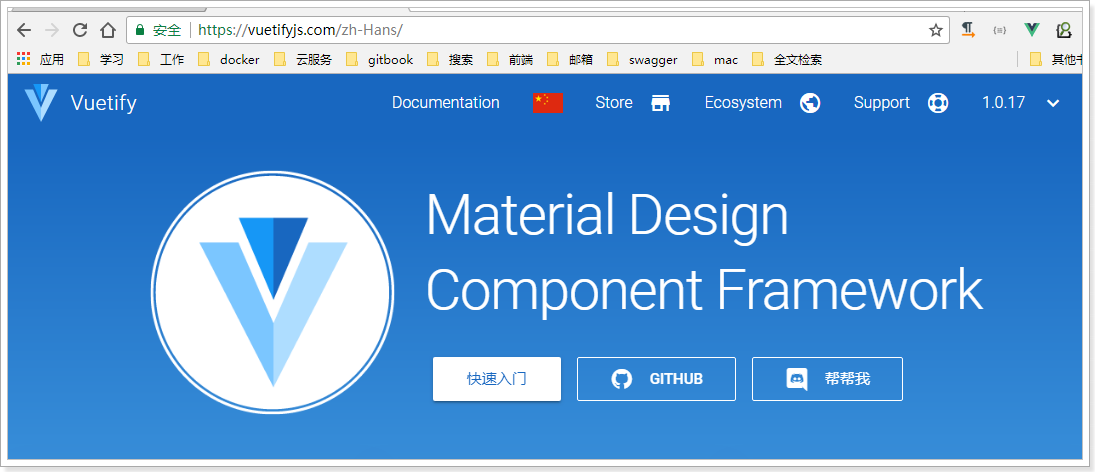 安全 https://vuetifyjs.com/zh-Hans/
应用 学习 工作 docker 云服务 gitbook 搜索 前端 邮箱 swagger mac 全文检索 其他书
Vuetify Documentation Store Ecosystem Support 1.0.17
Material Design
Component Framework
快速入门 GITHUB 帮帮我